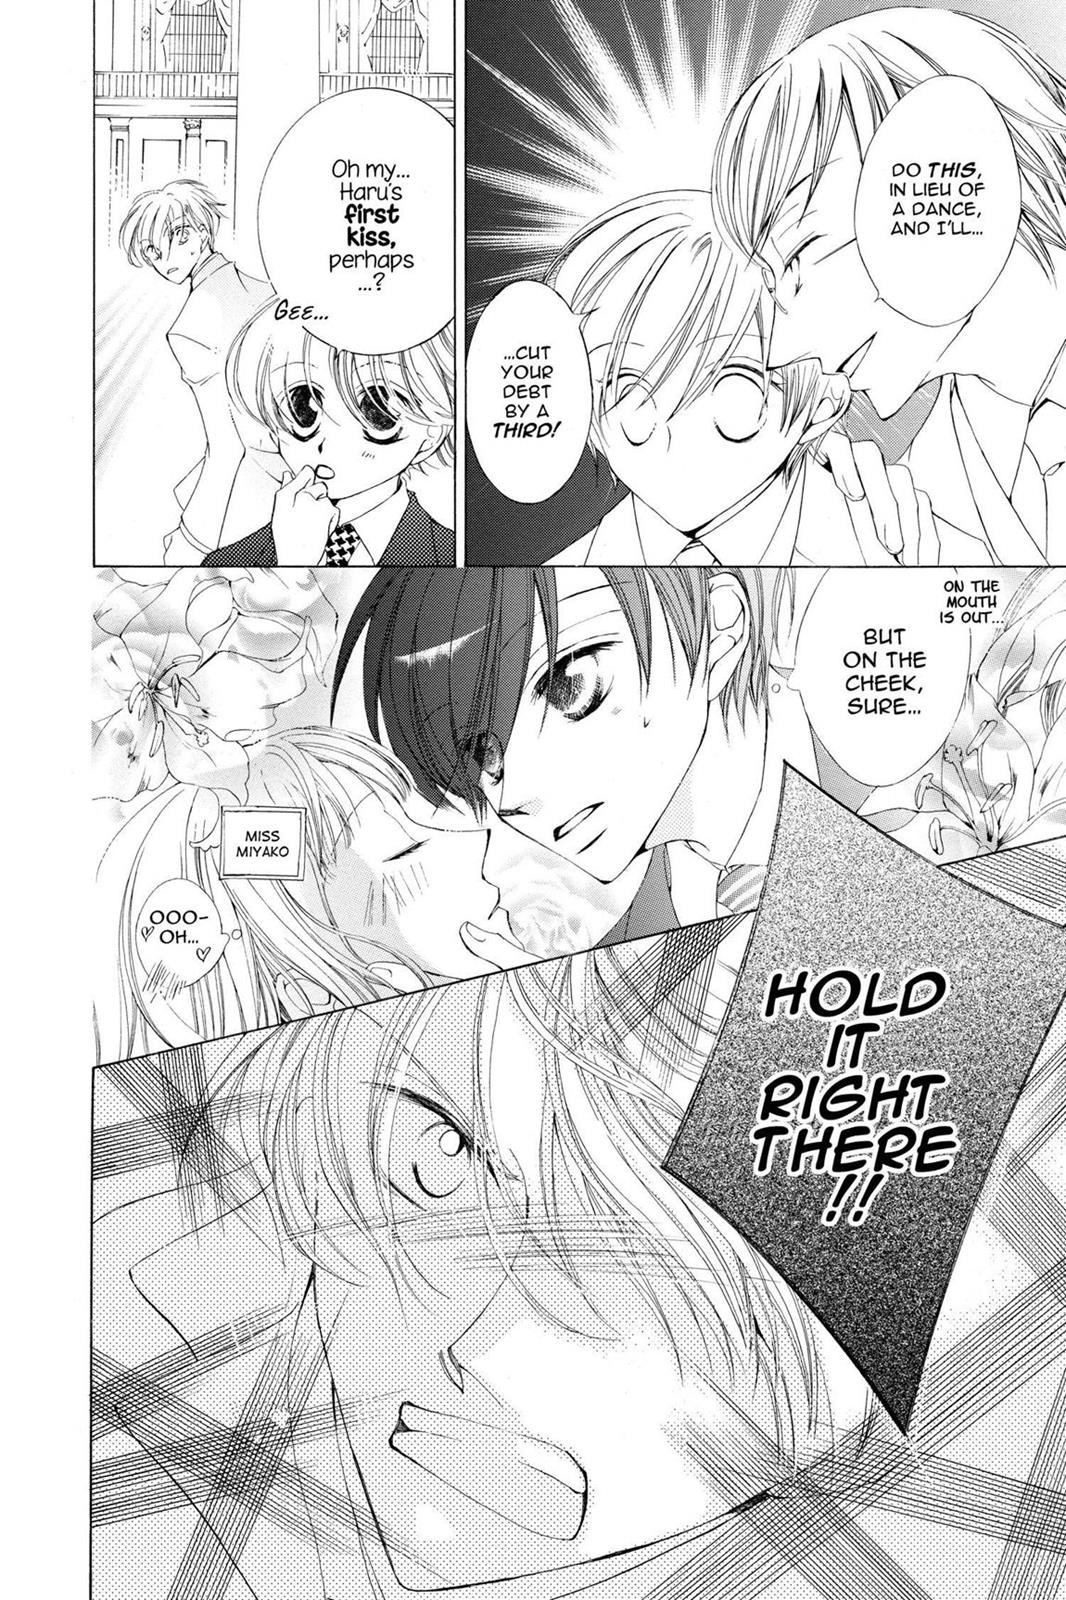 DO THIS,
IN LIEU OF
A DANCE,
AND I'LL...
...CUT
YOUR
DEBT
BY A
THIRD!
Oh my...
Haru's
first
kiss,
perhaps
...?
GEE...
ON THE
MOUTH
IS OUT...
BUT
ON THE
CHEEK,
SURE...
MISS
MIYAKO
OOO-
OH...
HOLD
IT
RIGHT
THERE
!!